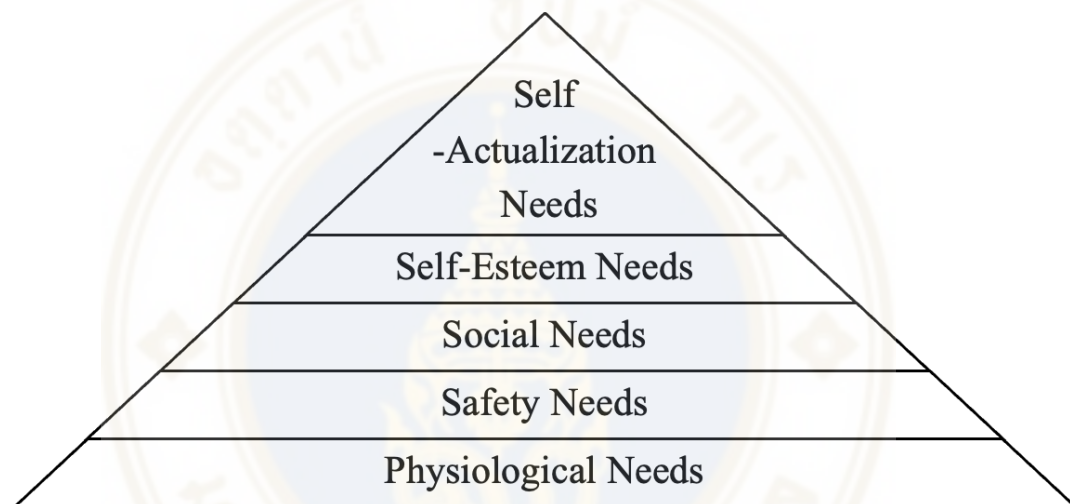 Self
-Actualization
Needs
Self-Esteem Needs
Social Needs
Safety Needs
Physiological Needs